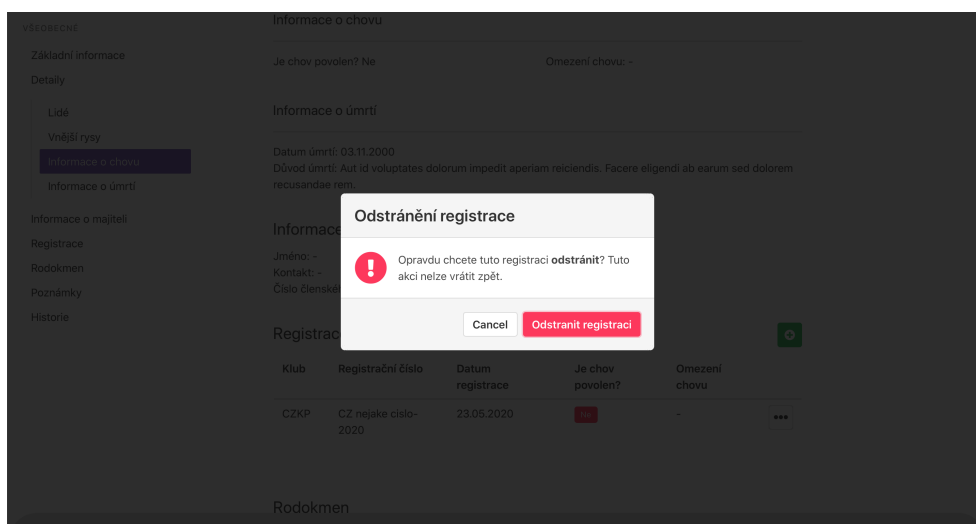 VŠEOBECNÉ
Základní informace
Detaily
Lidé
Vnější rysy
Informace o chovu
Informace o úmrtí
Informace o majiteli
Registrace
Rodokmen
Poznámky
Historie
Informace o chovu
Je chov povolen? Ne
Omezení chovu: -
Informace o úmrtí
Datum úmrtí: 03.11.2000
Důvod úmrtí: Aut id voluptates dolorum impedit aperiam reiciendis. Facere eligendi ab earum sed dolorem
recusandae rem.
Informace
Jméno: -
Kontakt: -
Číslo členské
Odstránění registrace
Opravdu chcete tuto registraci odstránit? Tuto
akci nelze vrátit zpět.
Cancel
Odstranit registraci
Registrac
Klub
Registrační číslo
Datum
registrace
Je chov
povolen?
Omezení
chovu
CZKP
CZ nejake cislo-
2020
23.05.2020
-
Rodokmen